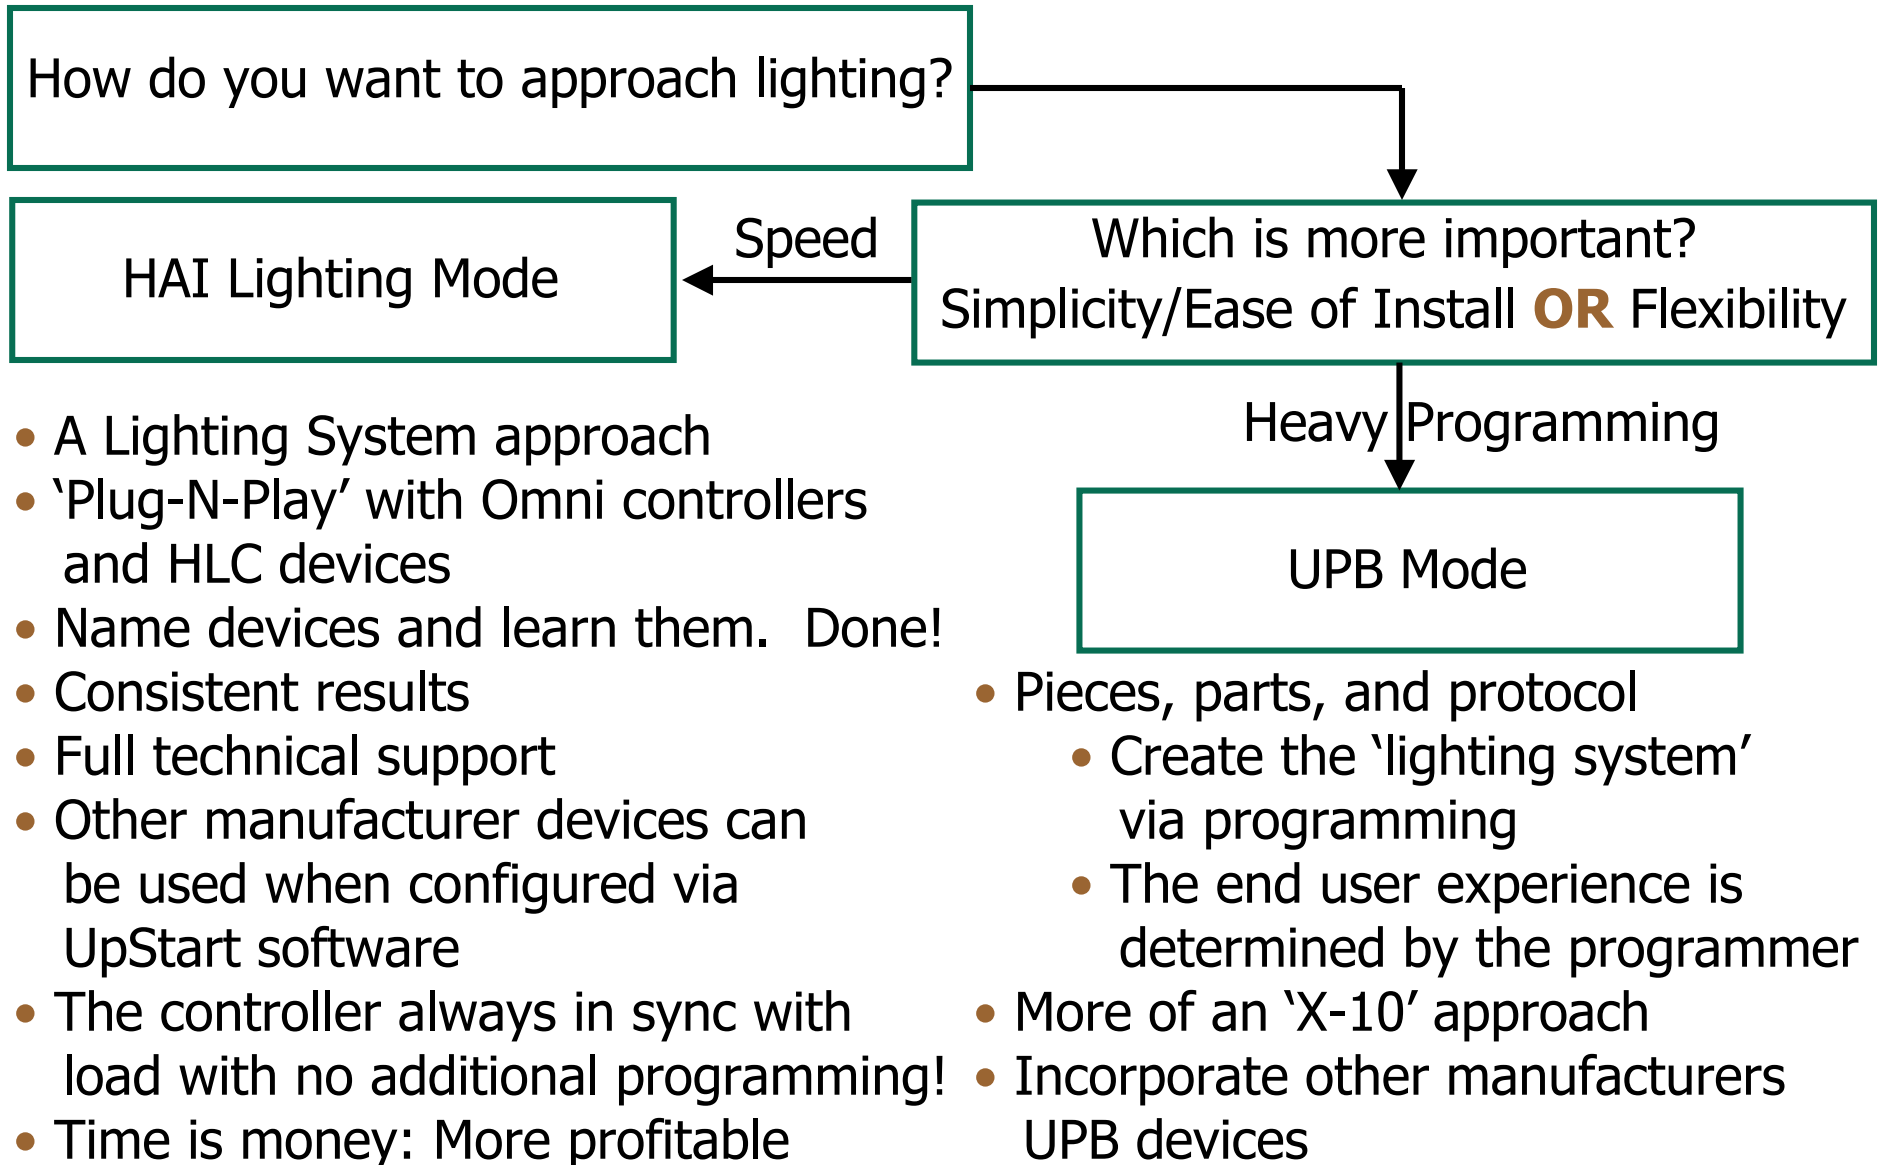 How do you want to approach lighting?
Which is more important?
Simplicity/Ease of Install OR Flexibility
Speed
HAI Lighting Mode
• A Lighting System approach
• ‘Plug-N-Play’ with Omni controllers
and HLC devices
• Name devices and learn them.  Done!
• Consistent results
• Full technical support
• Other manufacturer devices can
be used when configured via
UpStart software
• The controller always in sync with
load with no additional programming!
• Time is money: More profitable
Heavy Programming
UPB Mode
• Pieces, parts, and protocol
• Create the ‘lighting system’
via programming
• The end user experience is
determined by the programmer
• More of an ‘X-10’ approach
• Incorporate other manufacturers
UPB devices